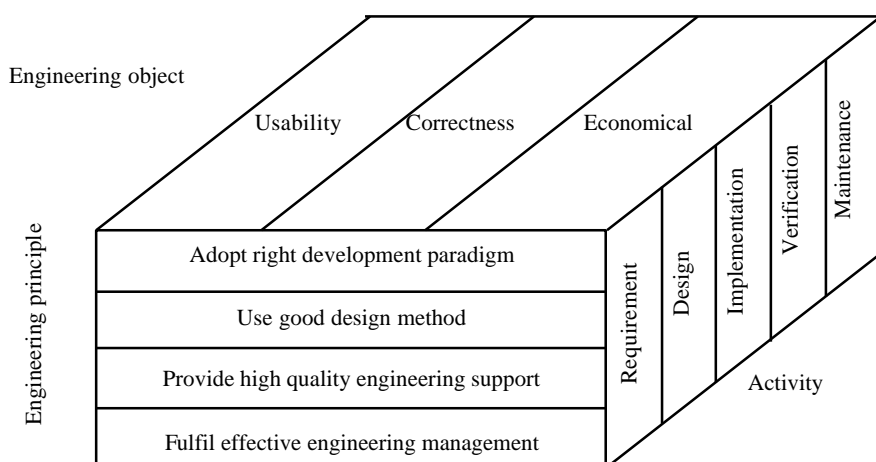 Engineering object
Usability
Correctness
Economical
Engineering principle
Adopt right development paradigm
Use good design method
Provide high quality engineering support
Fulfil effective engineering management
Requirement
Design
Implementation
Verification
Maintenance
Activity